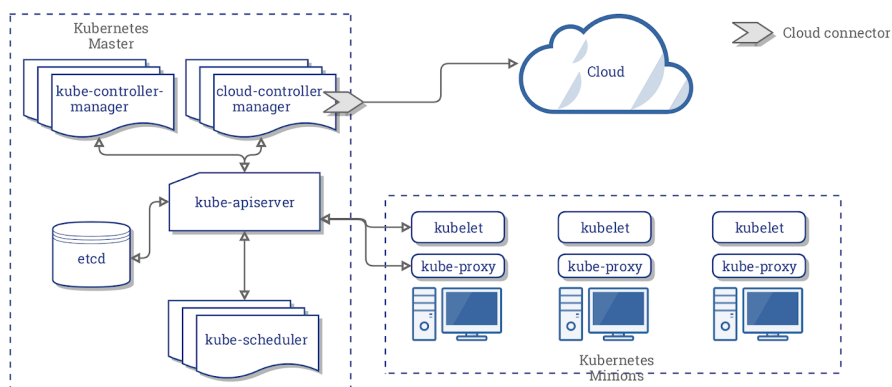 Kubernetes
Master
Cloud connector
kube-controller-
manager
cloud-controller
manager
Cloud
kube-apiserver
etcd
kube-scheduler
kubelet
kubelet
kubelet
kube-proxy
kube-proxy
kube-proxy
Kubernetes
Minions